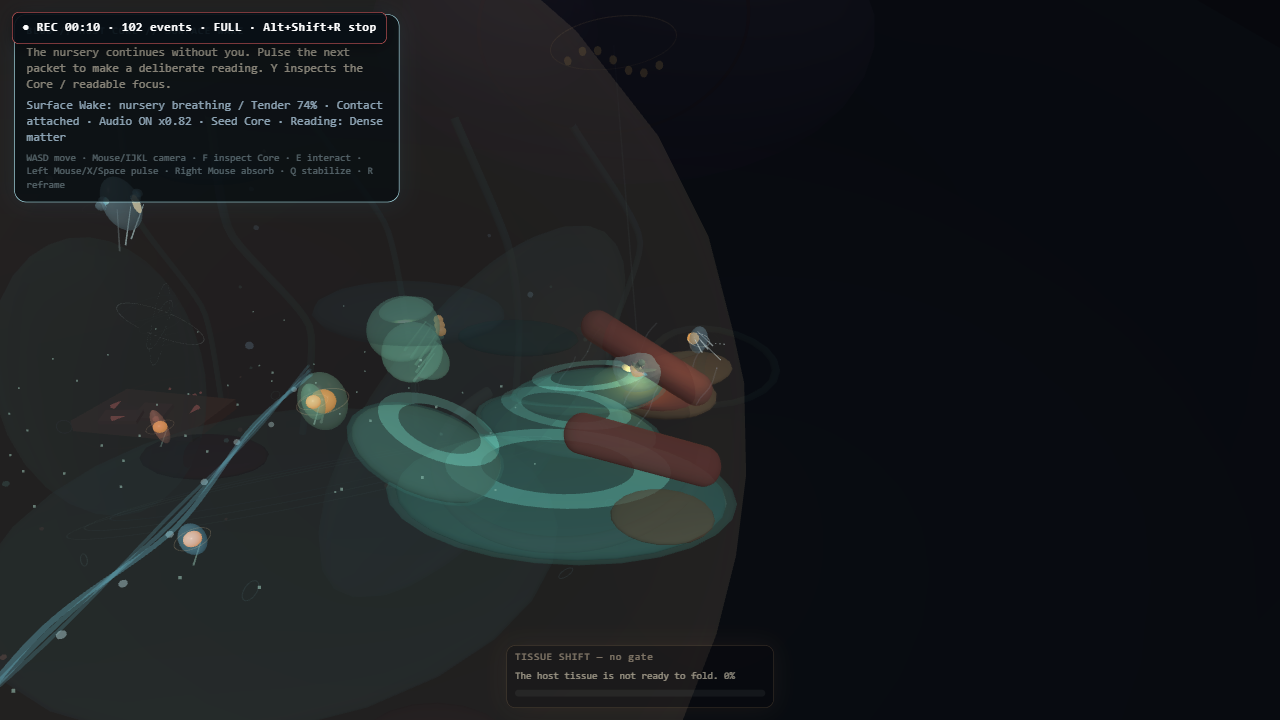 ● REC 00:10 · 102 events · FULL · Alt+Shift+R stop
The nursery continues without you. Pulse the next
packet to make a deliberate reading. Y inspects the
Core / readable focus.
Surface Wake: nursery breathing / Tender 74% · Contact
attached · Audio ON x0.82 · Seed Core · Reading: Dense
matter
WASD move · Mouse/IJKL camera · F inspect Core · E interact ·
Left Mouse/X/Space pulse · Right Mouse absorb · Q stabilize · R
reframe
TISSUE SHIFT — no gate
The host tissue is not ready to fold. 0%